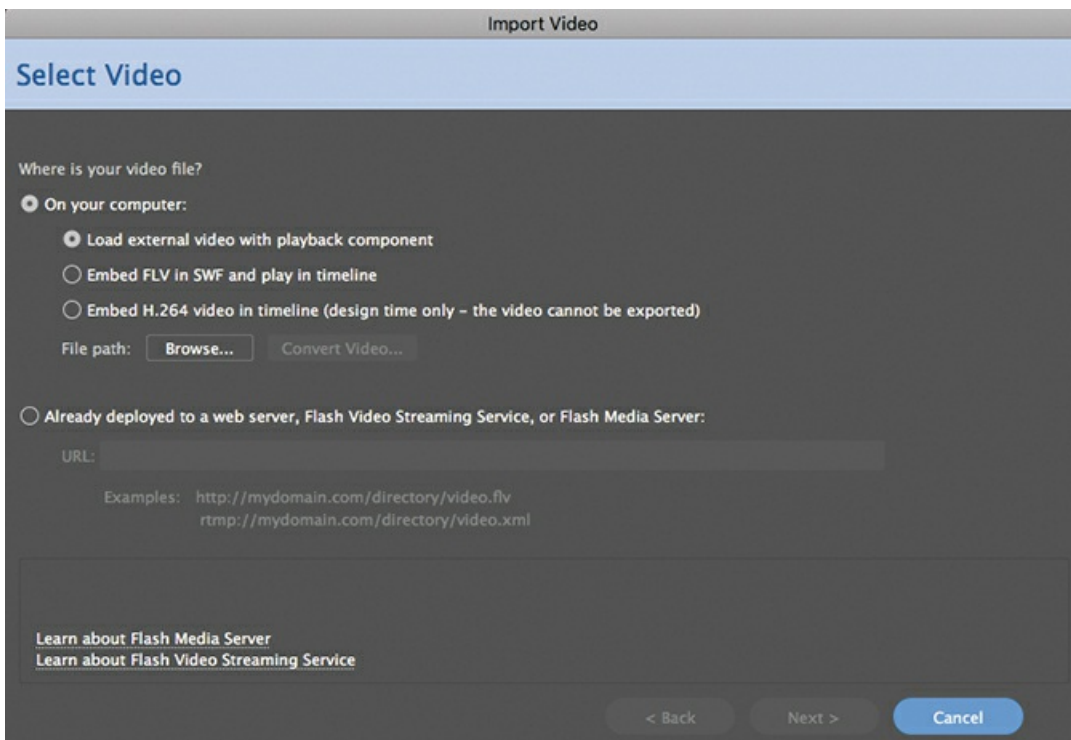 Import Video
Select Video
Where is your video file?
On your computer:
Load external video with playback component
Embed FLV in SWF and play in timeline
Embed H.264 video in timeline (design time only – the video cannot be exported)
File path: Browse... Convert Video...
Already deployed to a web server, Flash Video Streaming Service, or Flash Media Server:
URL:
Examples: http://mydomain.com/directory/video.flv
rtmp://mydomain.com/directory/video.xml
Learn about Flash Media Server
Learn about Flash Video Streaming Service
< Back Next > Cancel